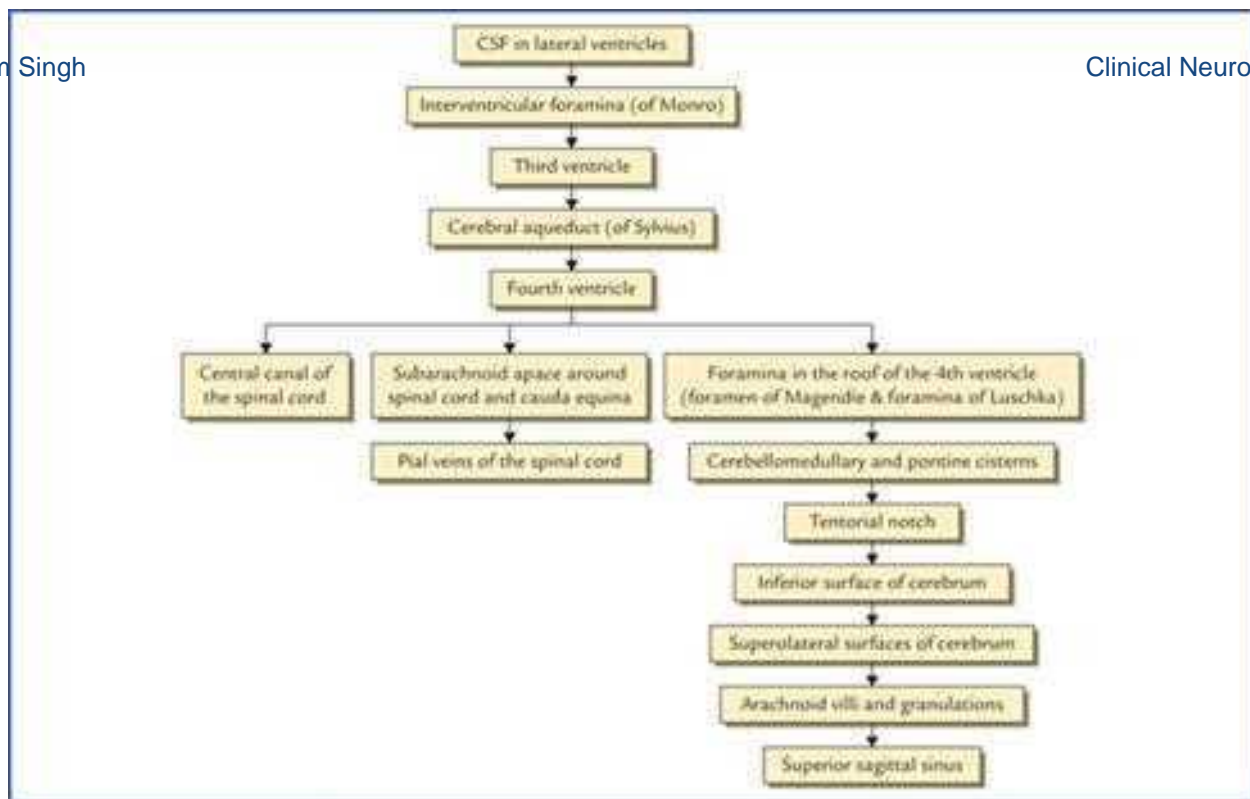 CSF in lateral ventricles
Singh
Clinical
Interventricular foramina (of Monro)
Third ventricle
Cerebral aqueduct (of Sylvius)
Fourth ventricle
Central canal of
the spinal cord
Subarachnoid apace around
spinal cord and cauda equina
Foramina in the roof of the 4th ventricle
(foramen of Magendie & foramina of Luschka)
Pial veins of the spinal cord
Cerebellomedullary and pontine cisterns
Tentorial notch
Inferior surface of cerebrum
Superolateral surfaces of cerebrum
Arachnoid villi and granulations
Superior sagittal sinus